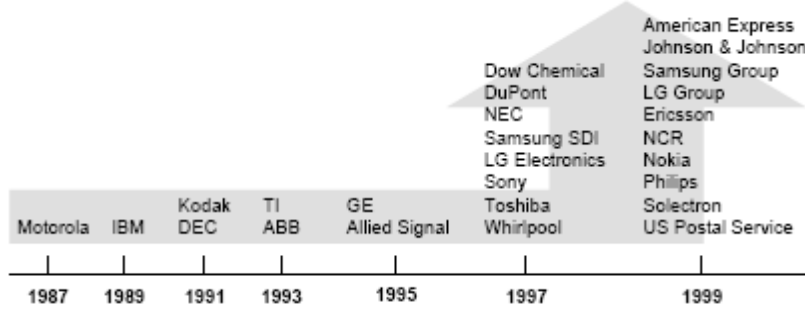 American Express
Johnson & Johnson
Dow Chemical
Samsung Group
DuPont
LG Group
NEC
Ericsson
Samsung SDI
NCR
LG Electronics
Nokia
Sony
Philips
Kodak
TI
GE
Toshiba
Solectron
Motorola
IBM
DEC
ABB
Allied Signal
Whirlpool
US Postal Service
1987
1989
1991
1993
1995
1997
1999